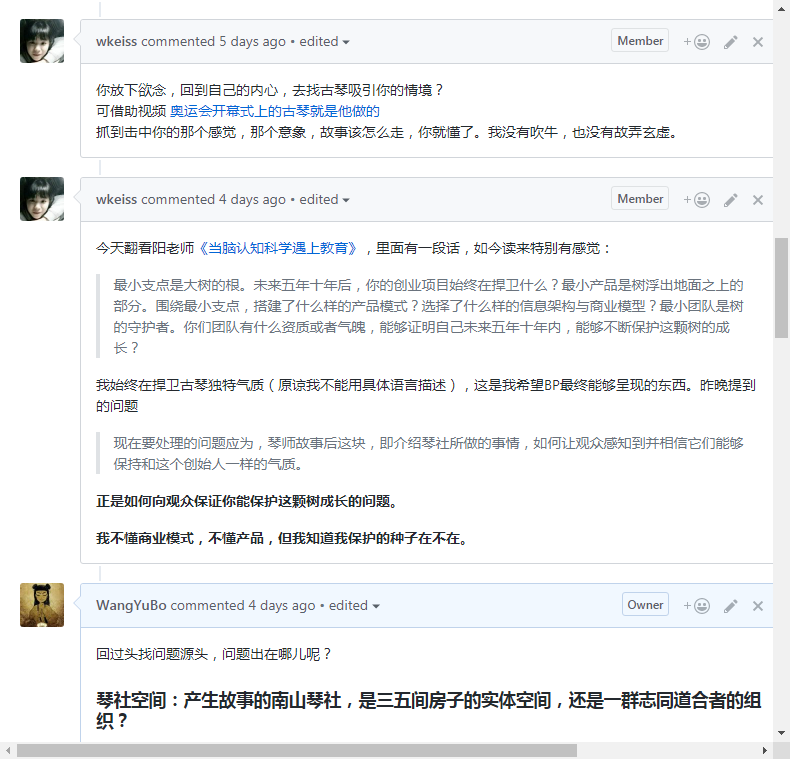 wkeiss commented 5 days ago • edited
Member
你放下欲念，回到自己的内心，去找古琴吸引你的情境？
可借助视频 奥运会开幕式上的古琴就是他做的
抓到击中你的那个感觉，那个意象，故事该怎么走，你就懂了。我没有吹牛，也没有故弄玄虚。
wkeiss commented 4 days ago • edited
Member
今天翻看阳老师《当脑认知科学遇上教育》，里面有一段话，如今读来特别有感觉：
最小支点是大树的根。未来五年十年后，你的创业项目始终在捍卫什么？最小产品是树浮出地面之上的
部分。围绕最小支点，搭建了什么样的产品模式？选择了什么样的信息架构与商业模型？最小团队是树
的守护者。你们团队有什么资质或者气魄，能够证明自己未来五年十年内，能够不断保护这颗树的成
长？
我始终在捍卫古琴独特气质（原谅我不能用具体语言描述），这是我希望BP最终能够呈现的东西。昨晚提到
的问题
现在要处理的问题应为，琴师故事后这块，即介绍琴社所做的事情，如何让观众感知到并相信它们能够
保持和这个创始人一样的气质。
正是如何向观众保证你能保护这颗树成长的问题。
我不懂商业模式，不懂产品，但我知道我保护的种子在不在。
WangYuBo commented 4 days ago • edited
Owner
回过头找问题源头，问题出在哪儿呢？
琴社空间：产生故事的南山琴社，是三五间房子的实体空间，还是一群志同道合者的组
织？